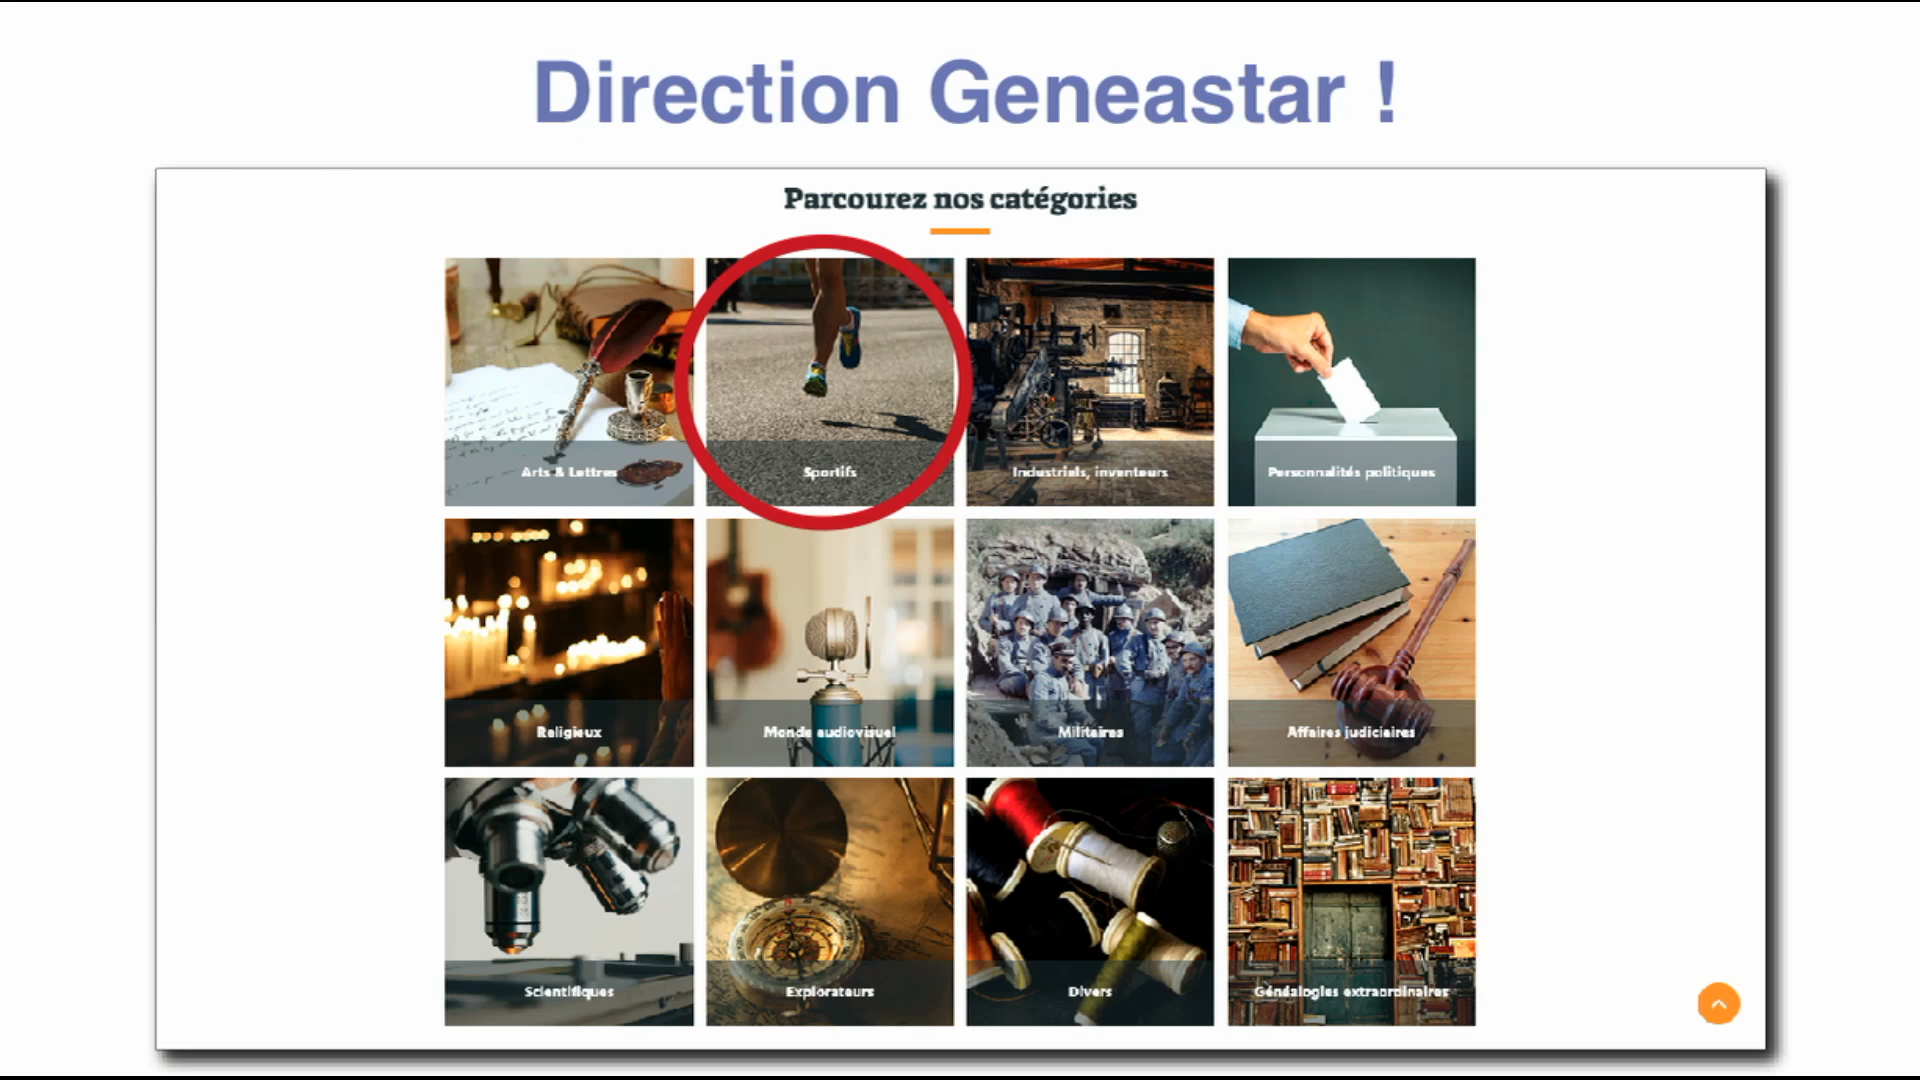 Direction Geneastar !
Parcourez nos catégories
Arts & Lettres
Sportifs
Industriels, inventeurs
Personnalités politiques
Religieux
Monde audiovisuel
Militaires
Affaires judiciaires
Scientifiques
Explorateurs
Divers
Généalogies extraordinaires